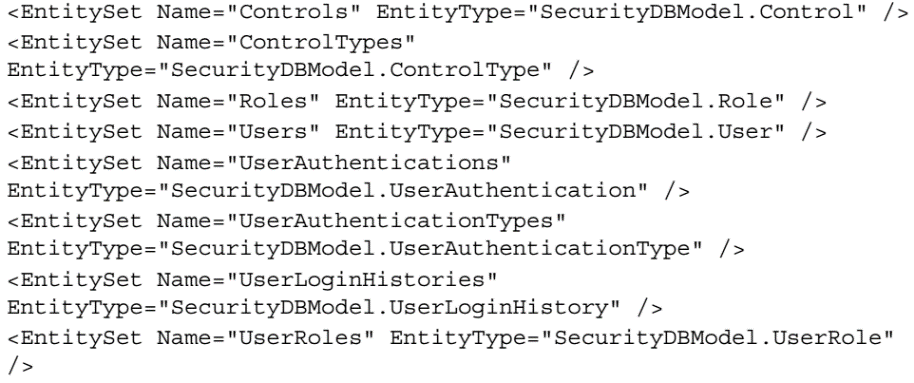 <EntitySet Name="Controls" EntityType="SecurityDBModel.Control" />
<EntitySet Name="ControlTypes"
EntityType="SecurityDBModel.ControlType" />
<EntitySet Name="Roles" EntityType="SecurityDBModel.Role" />
<EntitySet Name="Users" EntityType="SecurityDBModel.User" />
<EntitySet Name="UserAuthentications"
EntityType="SecurityDBModel.UserAuthentication" />
<EntitySet Name="UserAuthenticationTypes"
EntityType="SecurityDBModel.UserAuthenticationType" />
<EntitySet Name="UserLoginHistories"
EntityType="SecurityDBModel.UserLoginHistory" />
<EntitySet Name="UserRoles" EntityType="SecurityDBModel.UserRole"
/>